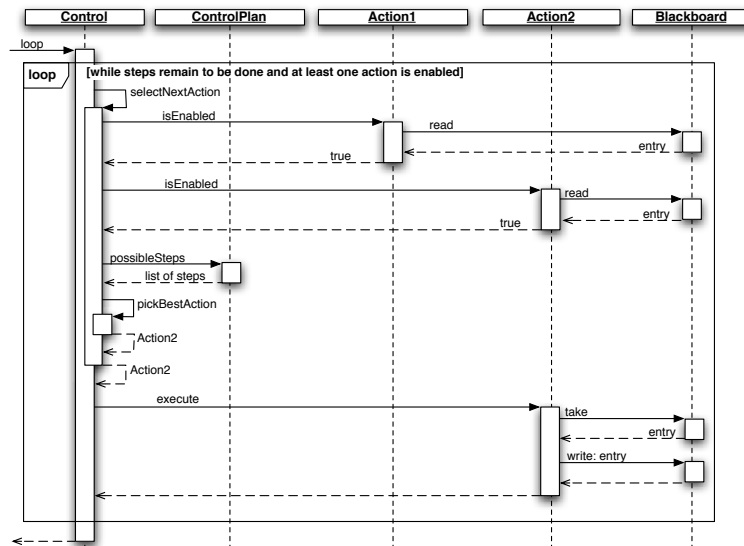 Control ControlPlan Action1 Action2 Blackboard
loop
loop [while steps remain to be done and at least one action is enabled]
selectNextAction
isEnabled
read
entry
true
isEnabled
read
entry
true
possibleSteps
list of steps
pickBestAction
Action2
Action2
execute
take
entry
write: entry